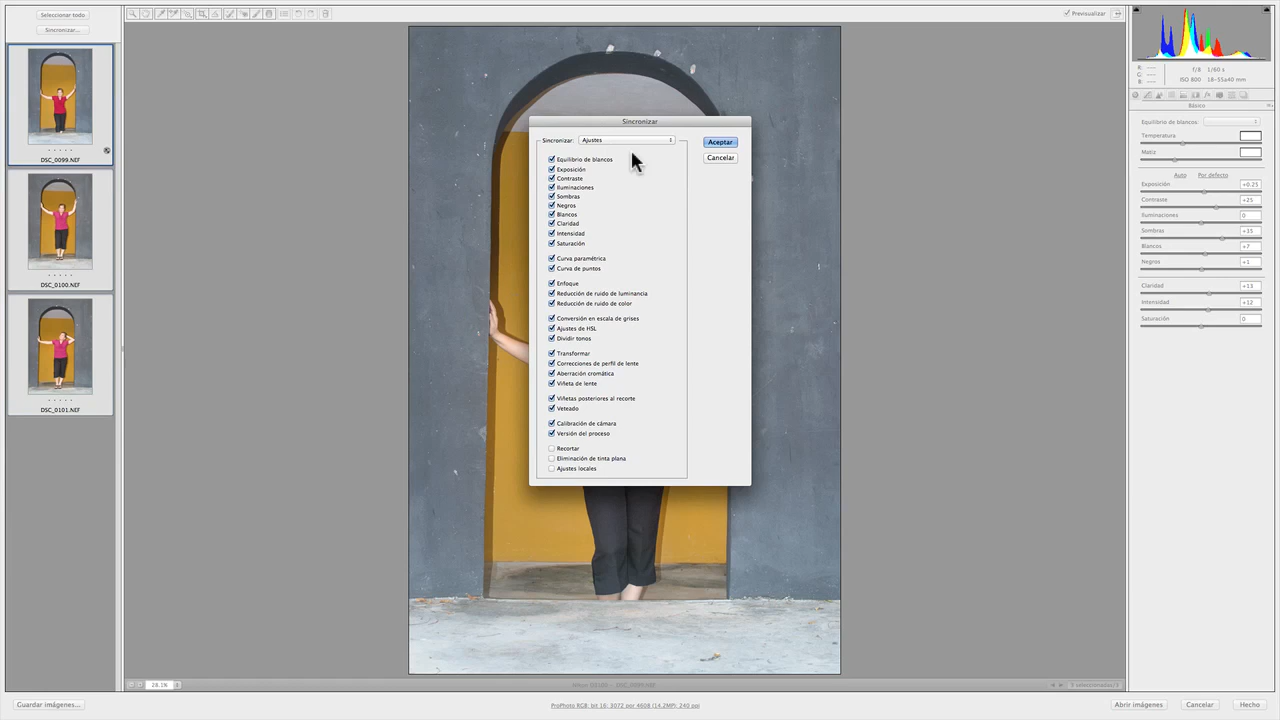 Seleccionar todo
Sincronizar...
DSC_0099.NEF
DSC_0100.NEF
DSC_0101.NEF
Previsualizar
R: ---
G: ---
B: ---
f/8 1/60 s
ISO 800 18-55a40 mm
Básico
Equilibrio de blancos:
Temperatura
Matiz
Auto Por defecto
Exposición +0.25
Contraste +25
Iluminaciones 0
Sombras +35
Blancos +7
Negros +1
Claridad +13
Intensidad +12
Saturación 0
Sincronizar
Sincronizar: Ajustes
Aceptar
Cancelar
Equilibrio de blancos
Exposición
Contraste
Iluminaciones
Sombras
Negros
Blancos
Claridad
Intensidad
Saturación
Curva paramétrica
Curva de puntos
Enfoque
Reducción de ruido de luminancia
Reducción de ruido de color
Conversión en escala de grises
Ajustes de HSL
Dividir tonos
Transformar
Correcciones de perfil de lente
Aberración cromática
Viñeta de lente
Viñetas posteriores al recorte
Veteado
Calibración de cámara
Versión del proceso
Recortar
Eliminación de tinta plana
Ajustes locales
28.1%
Guardar imágenes...
ProPhoto RGB; bit 16; 3072 por 4608 (14.2MP); 240 ppi
Abrir imágenes
Cancelar
Hecho